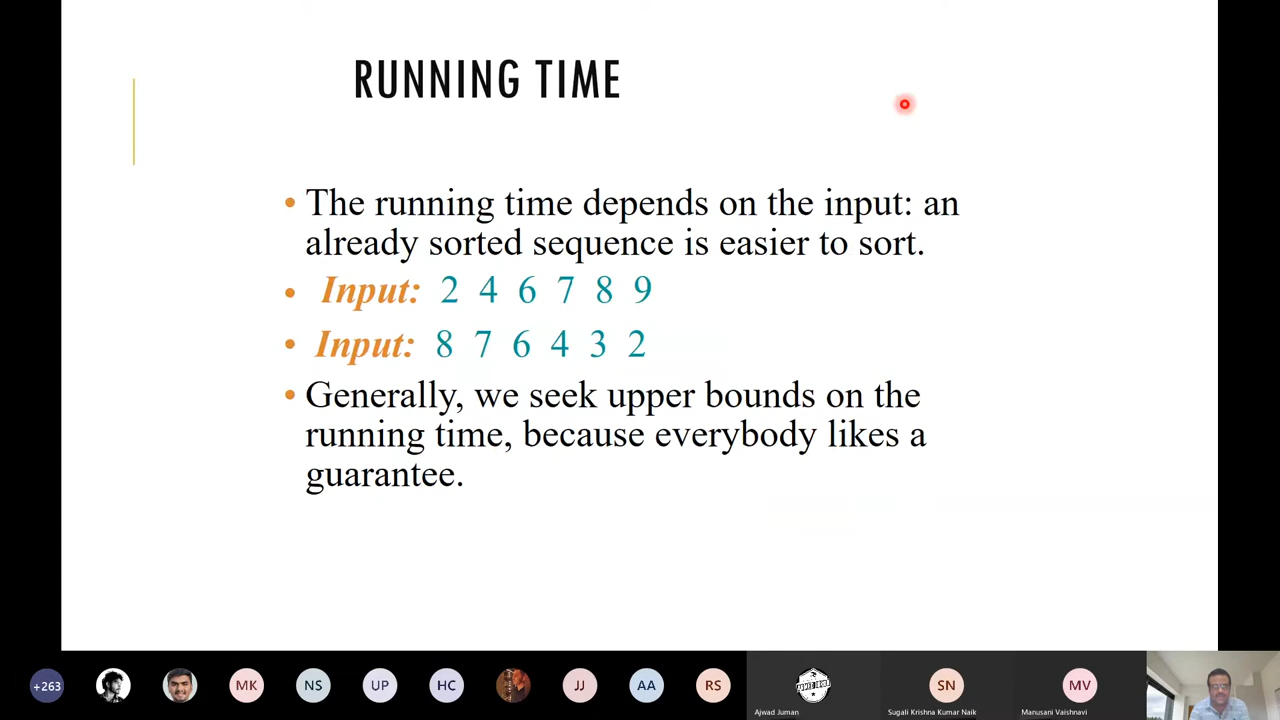 RUNNING TIME
• The running time depends on the input: an
already sorted sequence is easier to sort.
• Input: 2 4 6 7 8 9
• Input: 8 7 6 4 3 2
• Generally, we seek upper bounds on the
running time, because everybody likes a
guarantee.
+263
MK
NS
UP
HC
JJ
AA
RS
SN
MV
Ajwad Juman
Sugali Krishna Kumar Naik
Manusani Vaishnavi